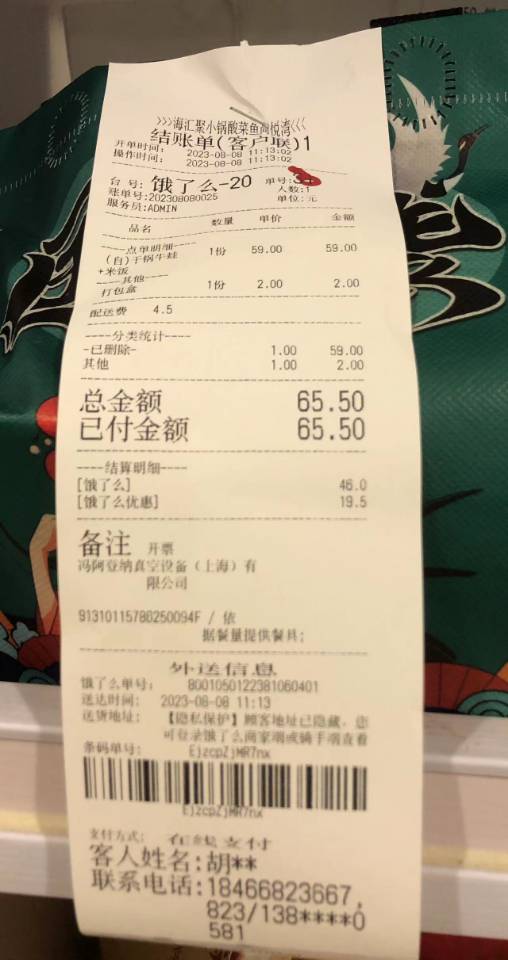 >>>海汇聚小锅酸菜鱼尚悦湾<<<
结账单(客户联)1
开单时间: 2023-08-08 11:13:02
操作时间: 2023-08-08 11:13:02
台号: 饿了么-20 单号:
账单号:202308080025 人数:1
服务员:ADMIN 单位:元
品名 数量 单价 金额
----点单明细----
(自)干锅牛蛙 1份 59.00 59.00
+米饭
----其他----
打包盒 1份 2.00 2.00
配送费 4.5
----分类统计----
-已删除- 1.00 59.00
其他 1.00 2.00
总金额 65.50
已付金额 65.50
----结算明细----
[饿了么] 46.0
[饿了么优惠] 19.5
备注 开票
冯阿登纳真空设备(上海)有
限公司
91310115786250094F / 依
据餐量提供餐具;
外送信息
饿了么单号: 8001050122381060401
送达时间: 2023-08-08 11:13
送货地址: 【隐私保护】顾客地址已隐藏,您
可登录饿了么商家端或骑手端查看
条码单号: EjzcpZjMR7nx
EjzcpZjMR7nx
支付方式: 在线支付
客人姓名:胡**
联系电话:18466823667,
823/138****0
581